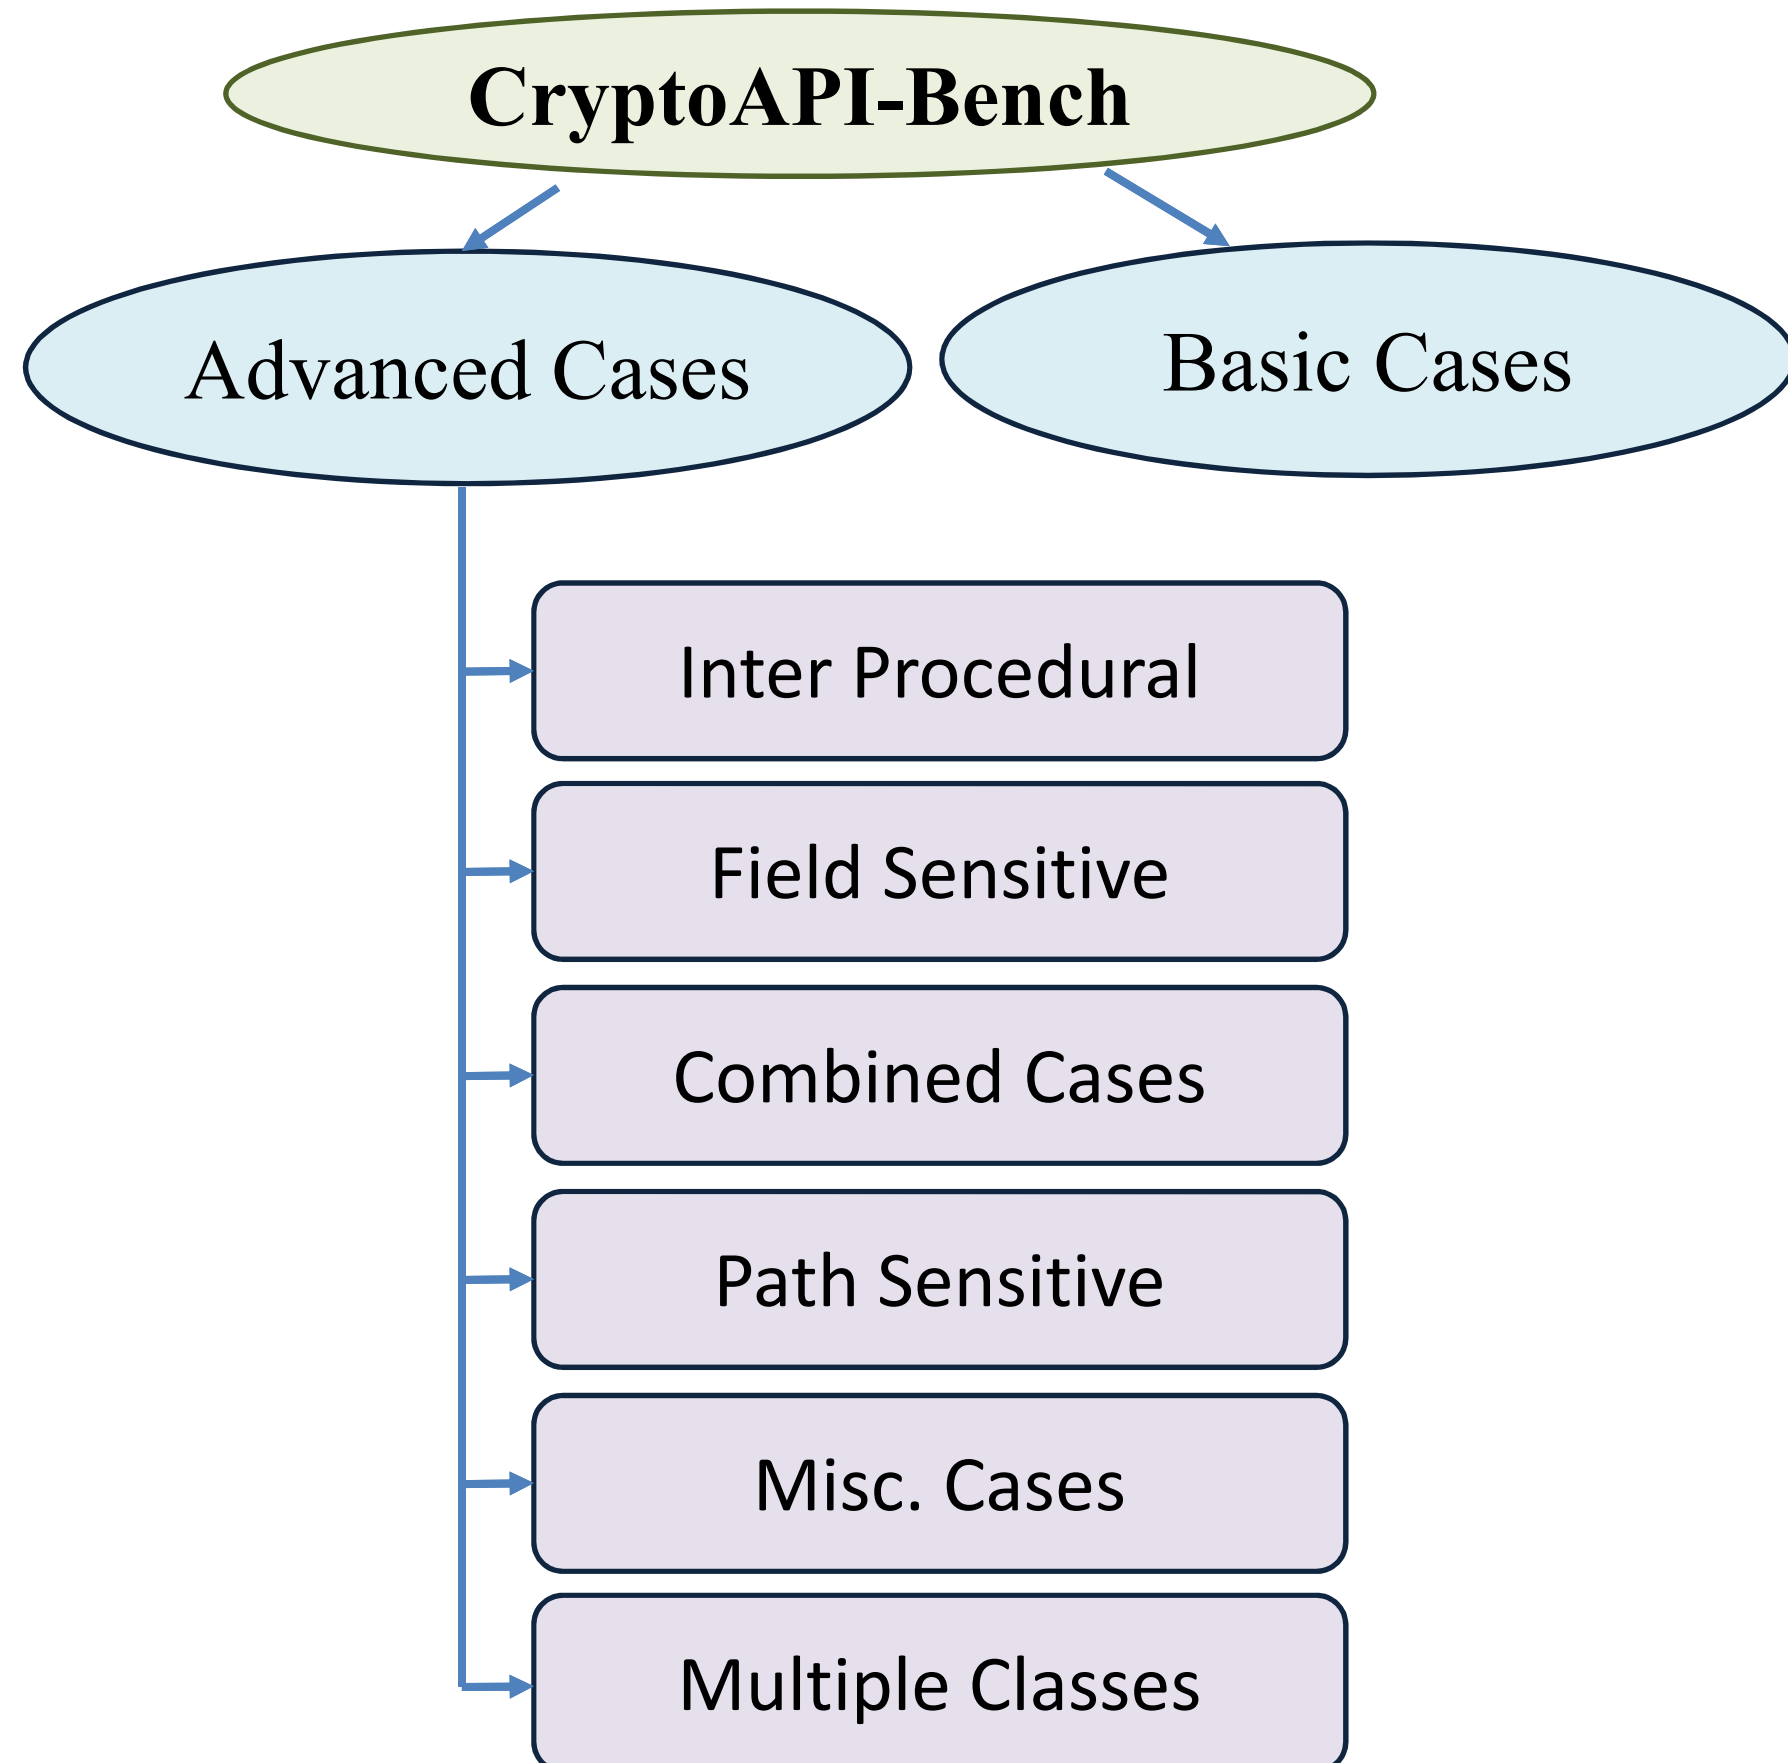 CryptoAPI-Bench
Advanced Cases
Basic Cases
Inter Procedural
Field Sensitive
Combined Cases
Path Sensitive
Misc. Cases
Multiple Classes